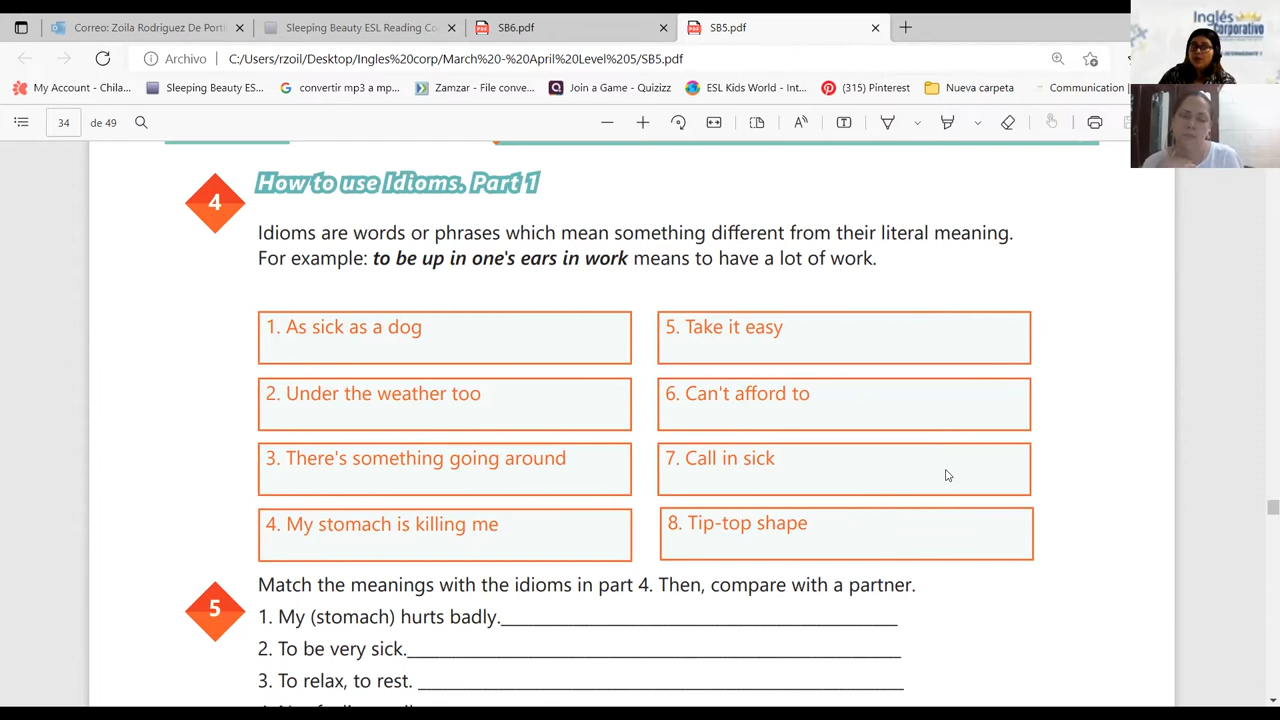 Correo: Zoila Rodriguez De Porti
Sleeping Beauty ESL Reading Co
SB6.pdf
SB5.pdf
Archivo
C:/Users/rzoil/Desktop/Ingles%20corp/March%20-%20April%20Level%205/SB5.pdf
My Account - Chila...
Sleeping Beauty ES...
convertir mp3 a mp...
Zamzar - File conve...
Join a Game - Quizizz
ESL Kids World - Int...
(315) Pinterest
Nueva carpeta
Communication
34
de 49
Inglés
Corporativo
4
How to use Idioms. Part 1
Idioms are words or phrases which mean something different from their literal meaning.
For example: to be up in one's ears in work means to have a lot of work.
1. As sick as a dog
5. Take it easy
2. Under the weather too
6. Can't afford to
3. There's something going around
7. Call in sick
4. My stomach is killing me
8. Tip-top shape
5
Match the meanings with the idioms in part 4. Then, compare with a partner.
1. My (stomach) hurts badly.
2. To be very sick.
3. To relax, to rest.